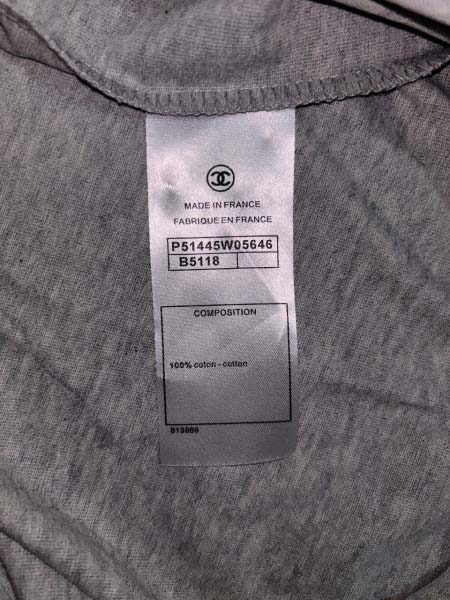 MADE IN FRANCE
FABRIQUE EN FRANCE
P51445W05646
B5118
COMPOSITION
100% coton - cotton
813986